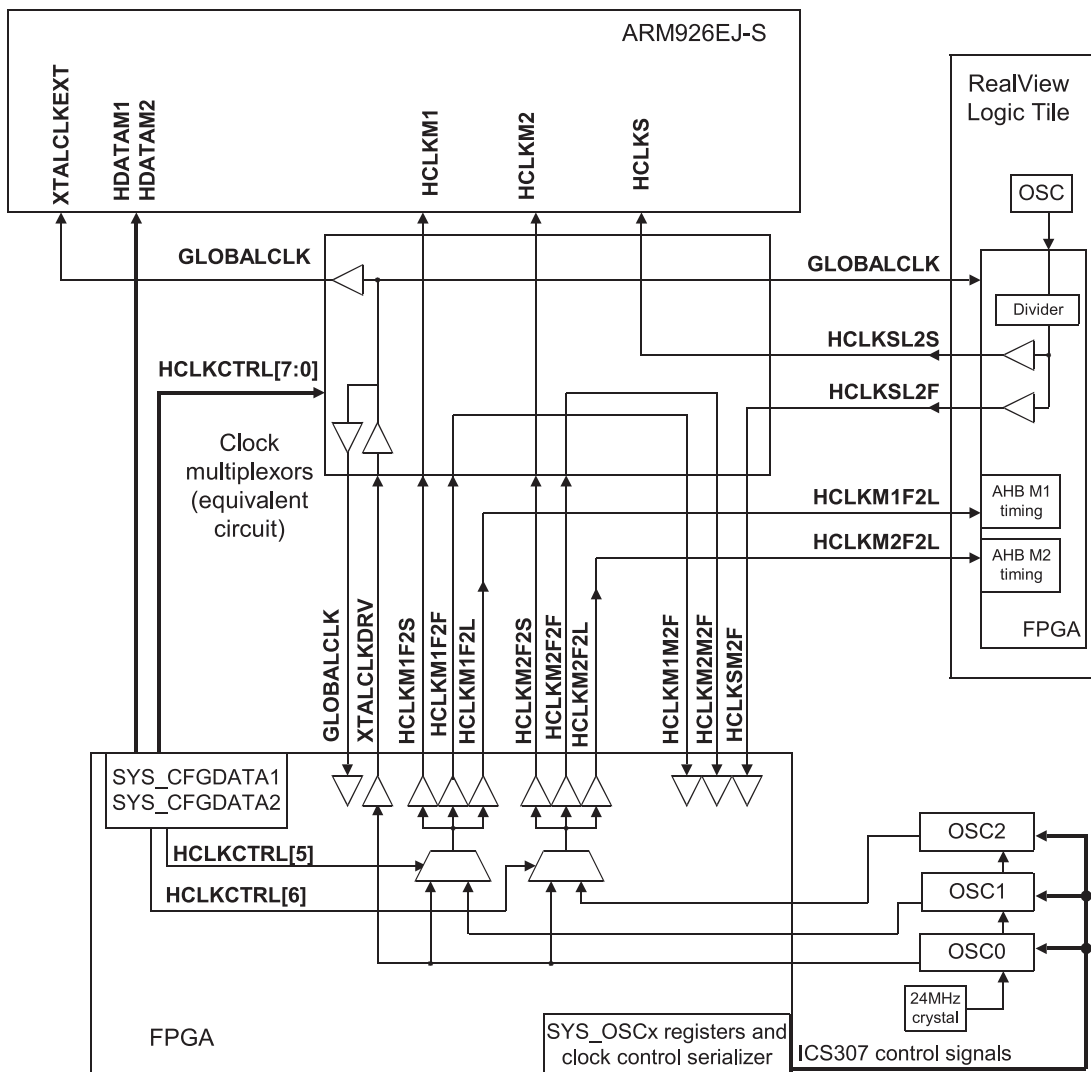 ARM926EJ-S
XTALCLKEXT
HDATAM1
HDATAM2
HCLKM1
HCLKM2
HCLKS
RealView
Logic Tile
OSC
GLOBALCLK
GLOBALCLK
Divider
HCLKSL2S
HCLKCTRL[7:0]
HCLKSL2F
Clock
multiplexors
(equivalent
circuit)
HCLKM1F2L
AHB M1
timing
HCLKM2F2L
AHB M2
timing
FPGA
GLOBALCLK
XTALCLKDRV
HCLKM1F2S
HCLKM1F2F
HCLKM1F2L
HCLKM2F2S
HCLKM2F2F
HCLKM2F2L
HCLKM1M2F
HCLKM2M2F
HCLKSM2F
SYS_CFGDATA1
SYS_CFGDATA2
HCLKCTRL[5]
HCLKCTRL[6]
OSC2
OSC1
OSC0
24MHz
crystal
FPGA
SYS_OSCx registers and
clock control serializer
ICS307 control signals